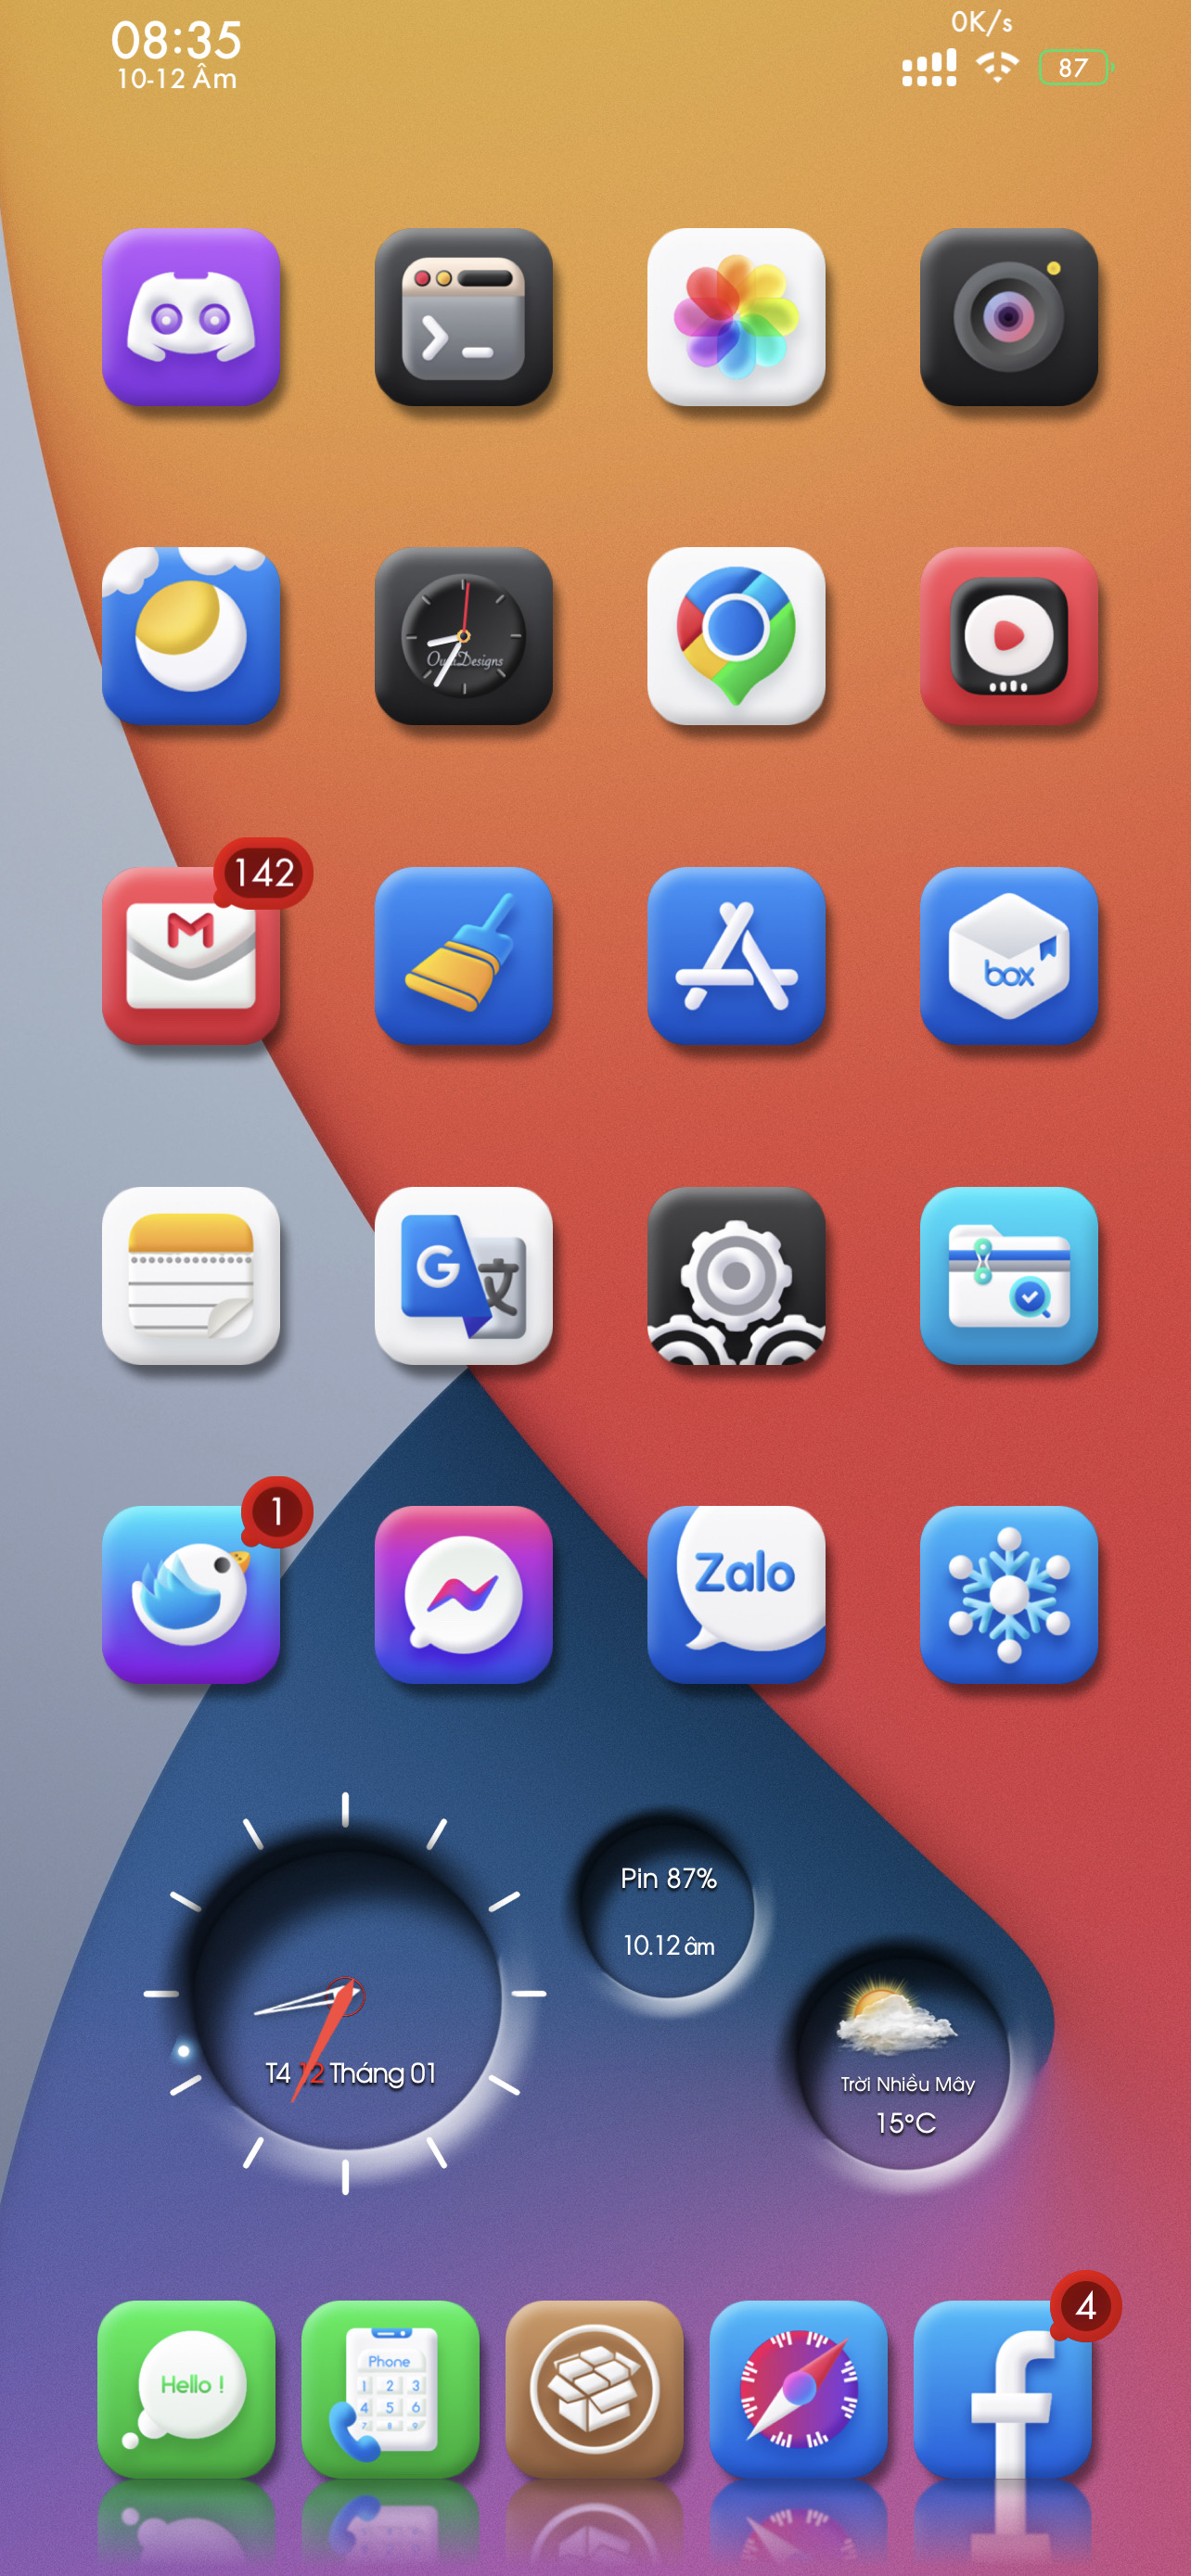 08:35
10-12 Âm
0K/s
87
142
box
G 文
1
Zalo
Pin 87%
10.12 âm
T4 12 Tháng 01
Trời Nhiều Mây
15°C
4
Hello !
Phone
1 2 3
4 5 6
7 8 9